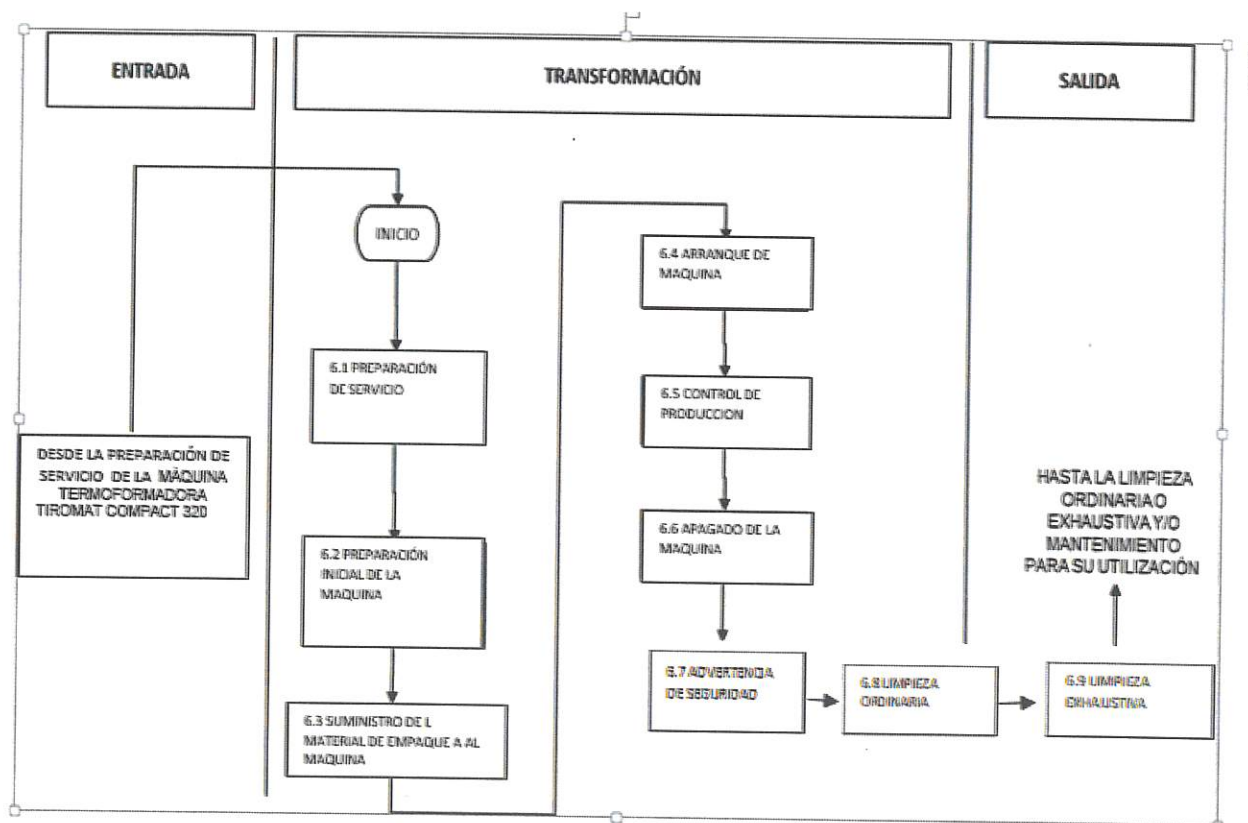 ENTRADA
TRANSFORMACIÓN
SALIDA
DESDE LA PREPARACIÓN DE
SERVICIO DE LA MÁQUINA
TERMOFORMADORA
TIROMAT COMPACT 320
INICIO
6.1 PREPARACIÓN
DE SERVICIO
6.2 PREPARACIÓN
INICIAL DE LA
MAQUINA
6.3 SUMINISTRO DE L
MATERIAL DE EMPAQUE A AL
MAQUINA
6.4 ARRANQUE DE
MAQUINA
6.5 CONTROL DE
PRODUCCION
6.6 APAGADO DE LA
MAQUINA
6.7 ADVERTENCIA
DE SEGURIDAD
6.8 LIMPIEZA
ORDINARIA
6.9 LIMPIEZA
EXHAUSTIVA
HASTA LA LIMPIEZA
ORDINARIA O
EXHAUSTIVA Y/O
MANTENIMIENTO
PARA SU UTILIZACIÓN